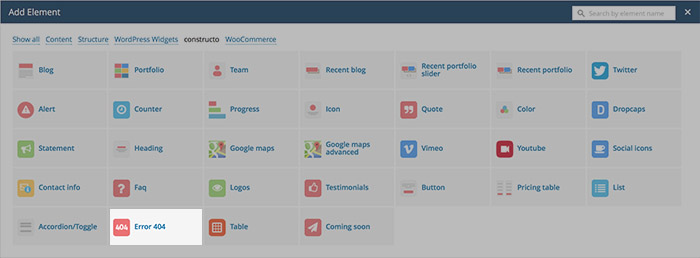 Add Element
Search by element name
Show all Content Structure WordPress Widgets constructo WooCommerce
Blog Portfolio Team Recent blog Recent portfolio slider Recent portfolio Twitter
Alert Counter Progress Icon Quote Color D Dropcaps
Statement Heading Google maps Google maps advanced Vimeo Youtube Social icons
Contact info ? Faq Logos Testimonials Button Pricing table List
Accordion/Toggle 404 Error 404 Table Coming soon